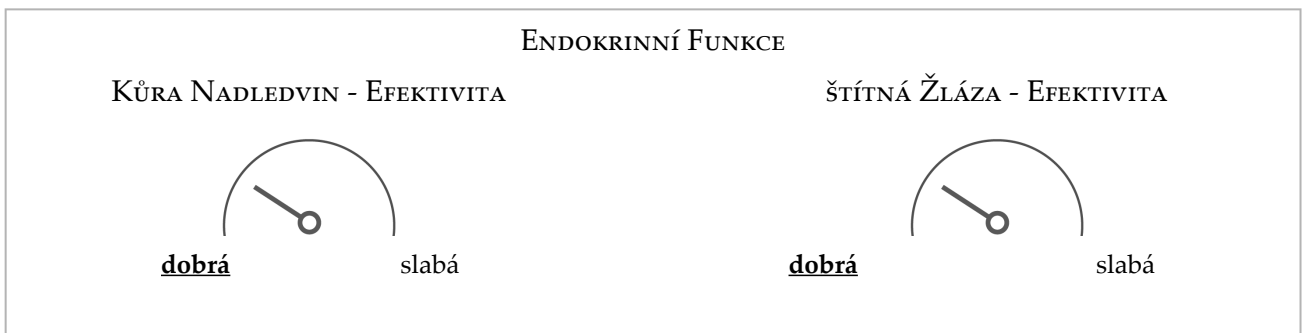 Endokrinní Funkce
Kůra Nadledvin - Efektivita
štítná Žláza - Efektivita
dobrá slabá
dobrá slabá